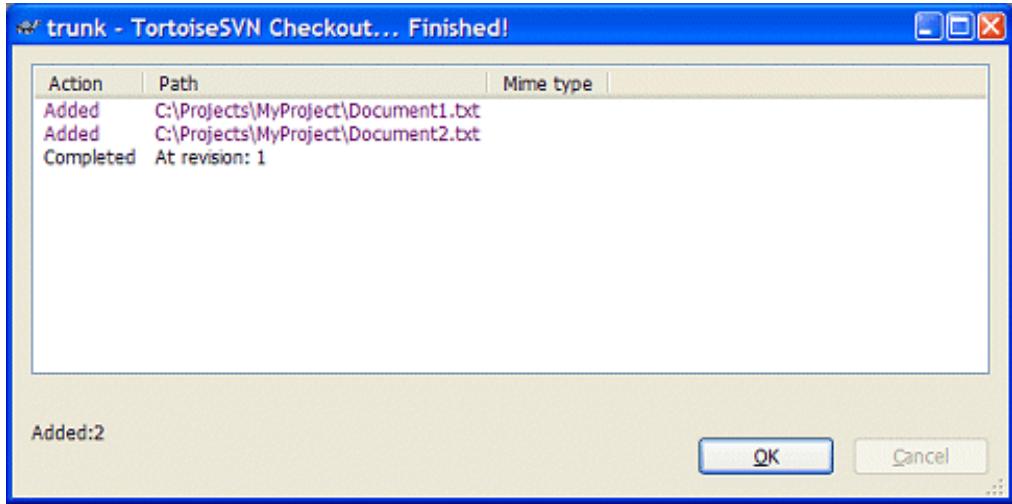 trunk - TortoiseSVN Checkout... Finished!
Action Path Mime type
Added C:\Projects\MyProject\Document1.txt
Added C:\Projects\MyProject\Document2.txt
Completed At revision: 1
Added:2
OK Cancel